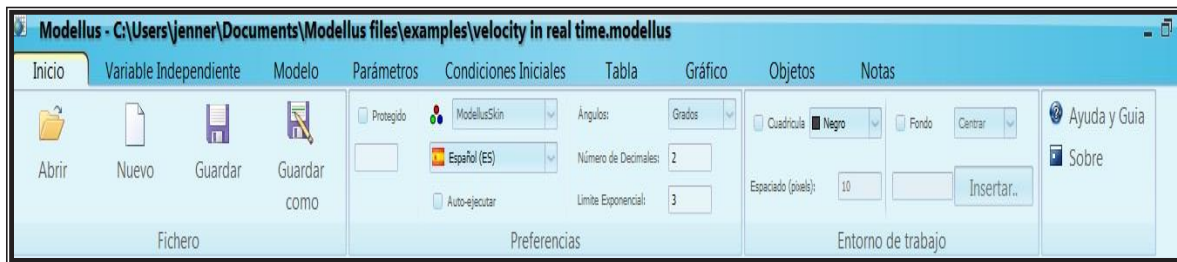 Modellus - C:\Users\jenner\Documents\Modellus files\examples\velocity in real time.modellus
Inicio Variable Independiente Modelo Parámetros Condiciones Iniciales Tabla Gráfico Objetos Notas
Abrir
Nuevo
Guardar
Guardar
como
Fichero
Protegido
ModellusSkin
Español (ES)
Auto-ejecutar
Ángulos: Grados
Número de Decimales: 2
Limite Exponencial: 3
Preferencias
Cuadrícula Negro
Espaciado (pixels): 10
Fondo Centrar
Insertar..
Entorno de trabajo
Ayuda y Guia
Sobre